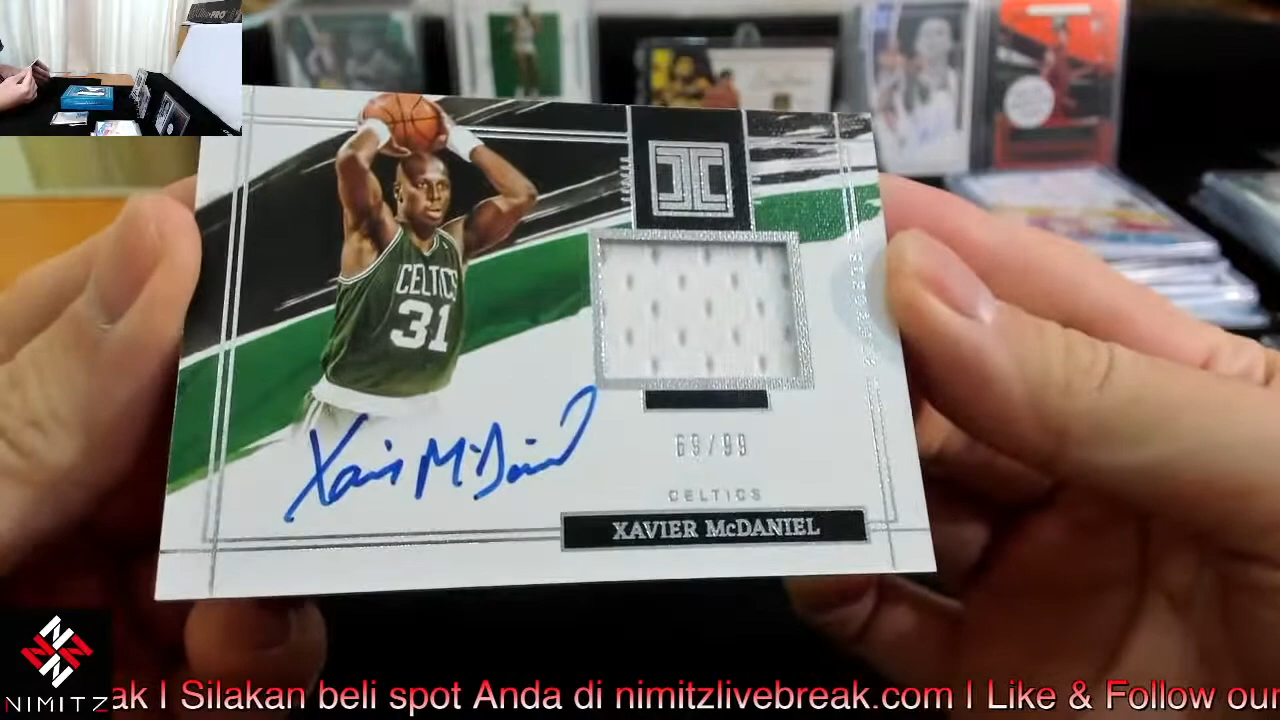 CELTICS
31
Xavier McDaniel
69/99
CELTICS
XAVIER McDANIEL
NIMITZ
ak I Silakan beli spot Anda di nimitzlivebreak.com I Like & Follow our